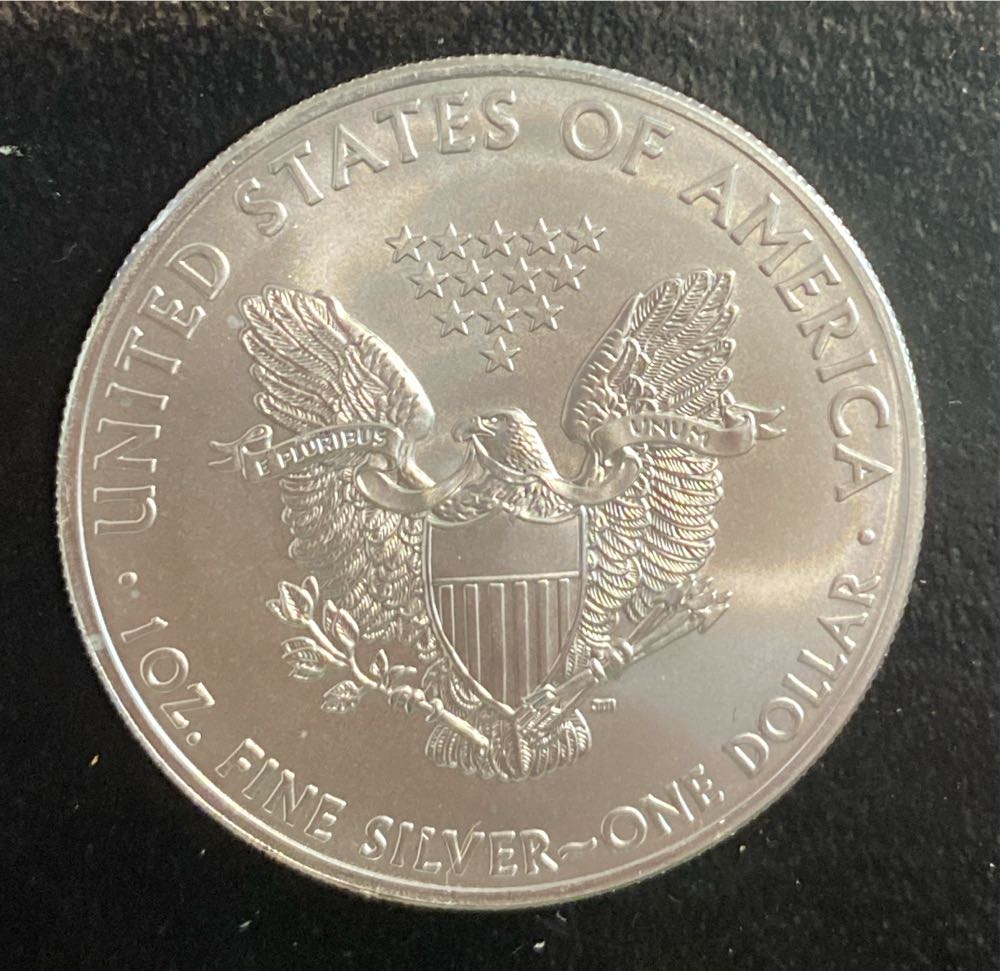 UNITED STATES OF AMERICA
E PLURIBUS UNUM
· 1 OZ. FINE SILVER~ONE DOLLAR ·